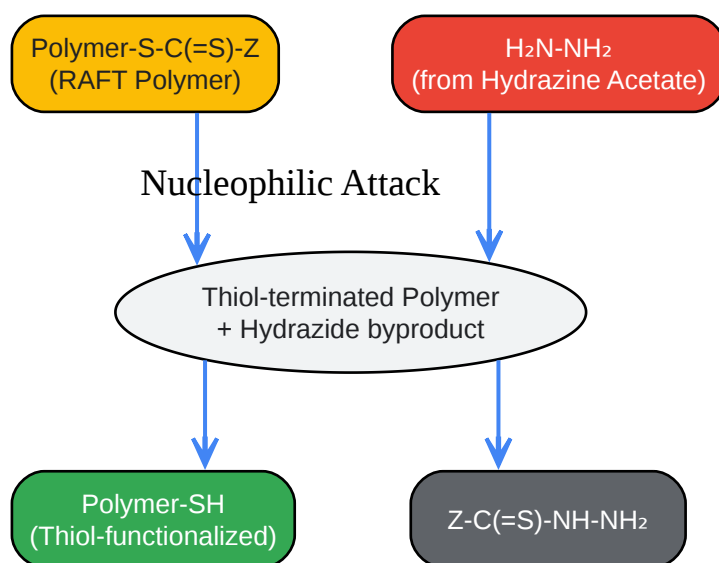 Polymer-S-C(=S)-Z
(RAFT Polymer)
H₂N-NH₂
(from Hydrazine Acetate)
Nucleophilic Attack
Thiol-terminated Polymer
+ Hydrazide byproduct
Polymer-SH
(Thiol-functionalized)
Z-C(=S)-NH-NH₂